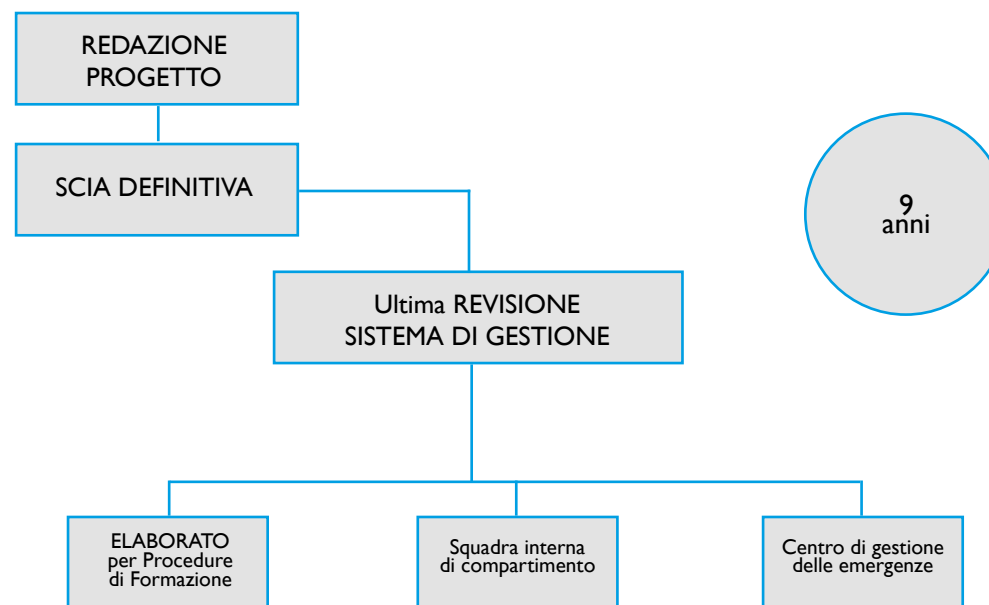 REDAZIONE
PROGETTO
SCIA DEFINITIVA
9
anni
Ultima REVISIONE
SISTEMA DI GESTIONE
ELABORATO
per Procedure
di Formazione
Squadra interna
di compartimento
Centro di gestione
delle emergenze